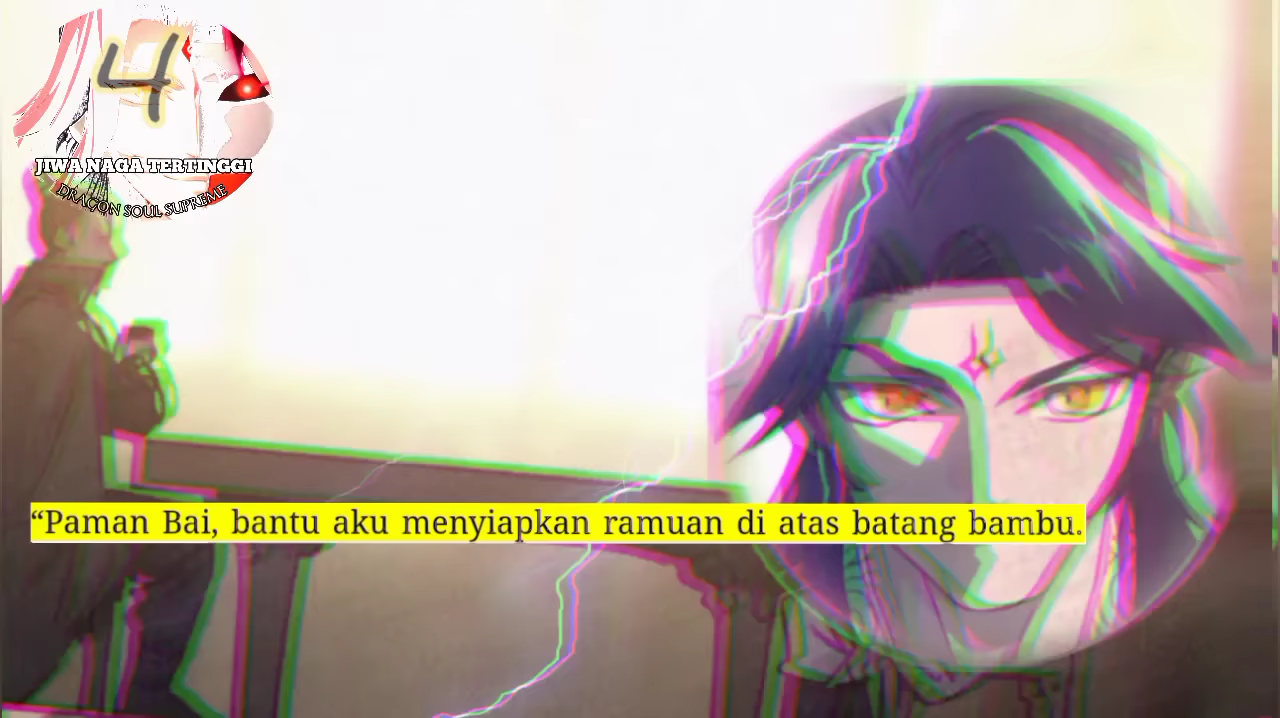 4
JIWA NAGA TERTINGGI
DRAGON SOUL SUPREME
“Paman Bai, bantu aku menyiapkan ramuan di atas batang bambu.